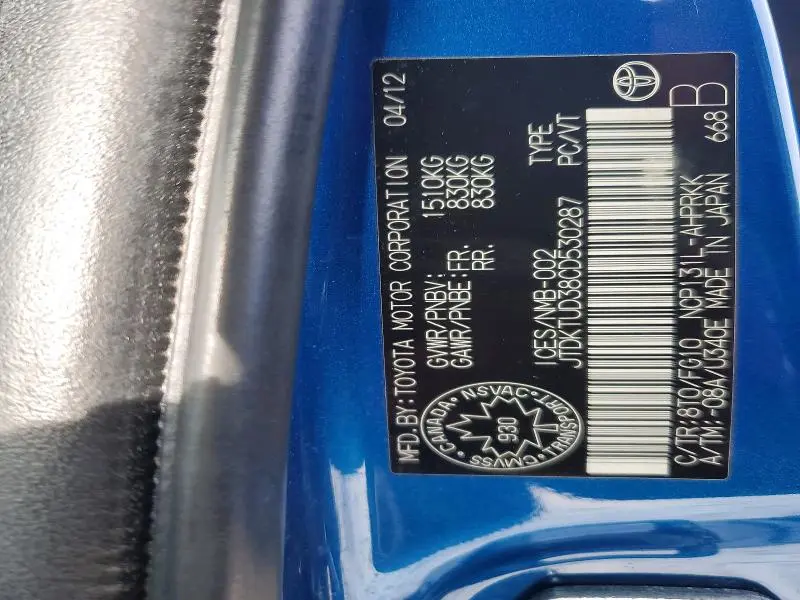 MFD. BY: TOYOTA MOTOR CORPORATION 04/12
GVWR/PNBV: 1510KG
GAWR/PNBE: FR. 830KG
RR. 830KG
CANADA NSVAC TRANSPORT CMVSS
930
ICES/NMB-002 TYPE
JTDKTUD38CD530287 PC/VT
C/TR: 8T0/FG10 NCP131L-AHPRKK B
A/TM: -08A/U340E MADE IN JAPAN 668